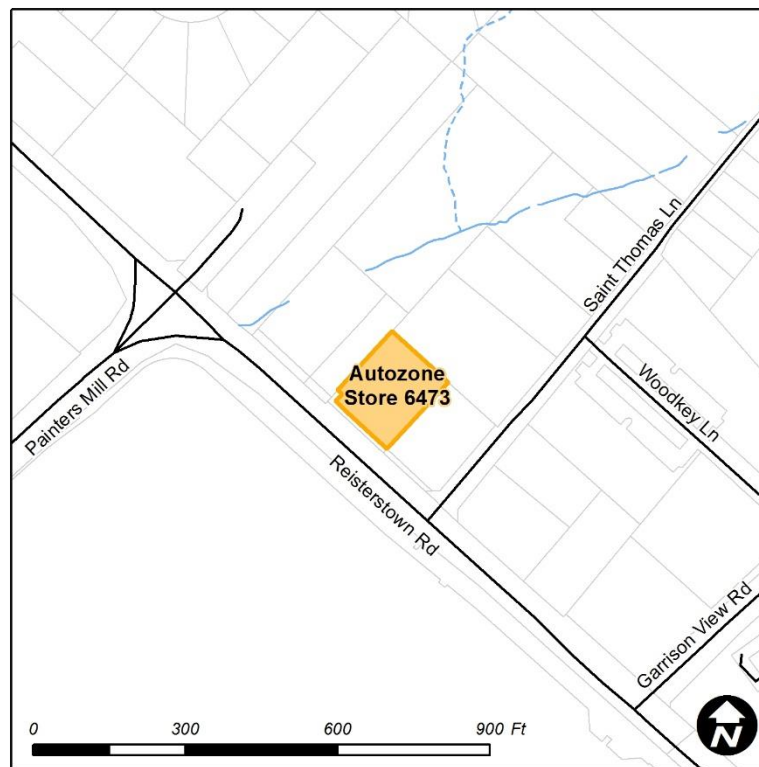 Saint Thomas Ln
Autozone
Store 6473
Painters Mill Rd
Woodkey Ln
Reisterstown Rd
Garrison View Rd
0 300 600 900 Ft
N